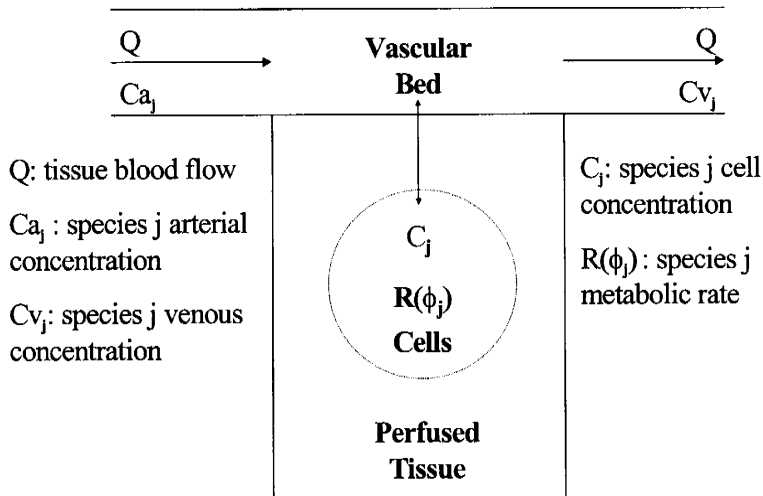 Q
Vascular
Bed
Q
Ca_j
Cv_j
Q: tissue blood flow
Ca_j : species j arterial
concentration
Cv_j: species j venous
concentration
C_j
R(ϕ_j)
Cells
Perfused
Tissue
C_j: species j cell
concentration
R(ϕ_j) : species j
metabolic rate